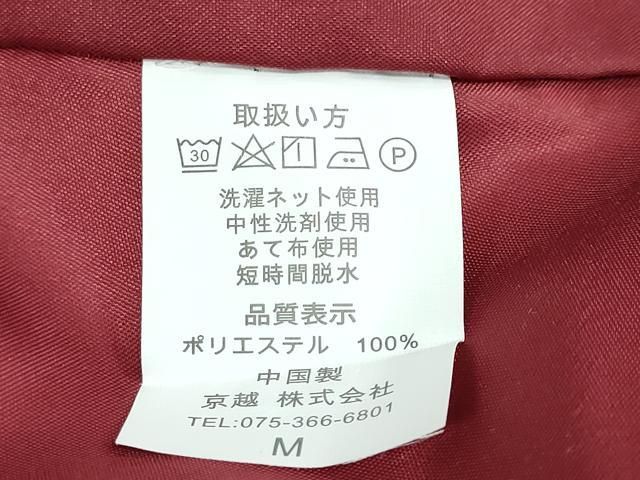 取扱い方
30 P
洗濯ネット使用
中性洗剤使用
あて布使用
短時間脱水
品質表示
ポリエステル 100%
中国製
京越 株式会社
TEL:075-366-6801
M